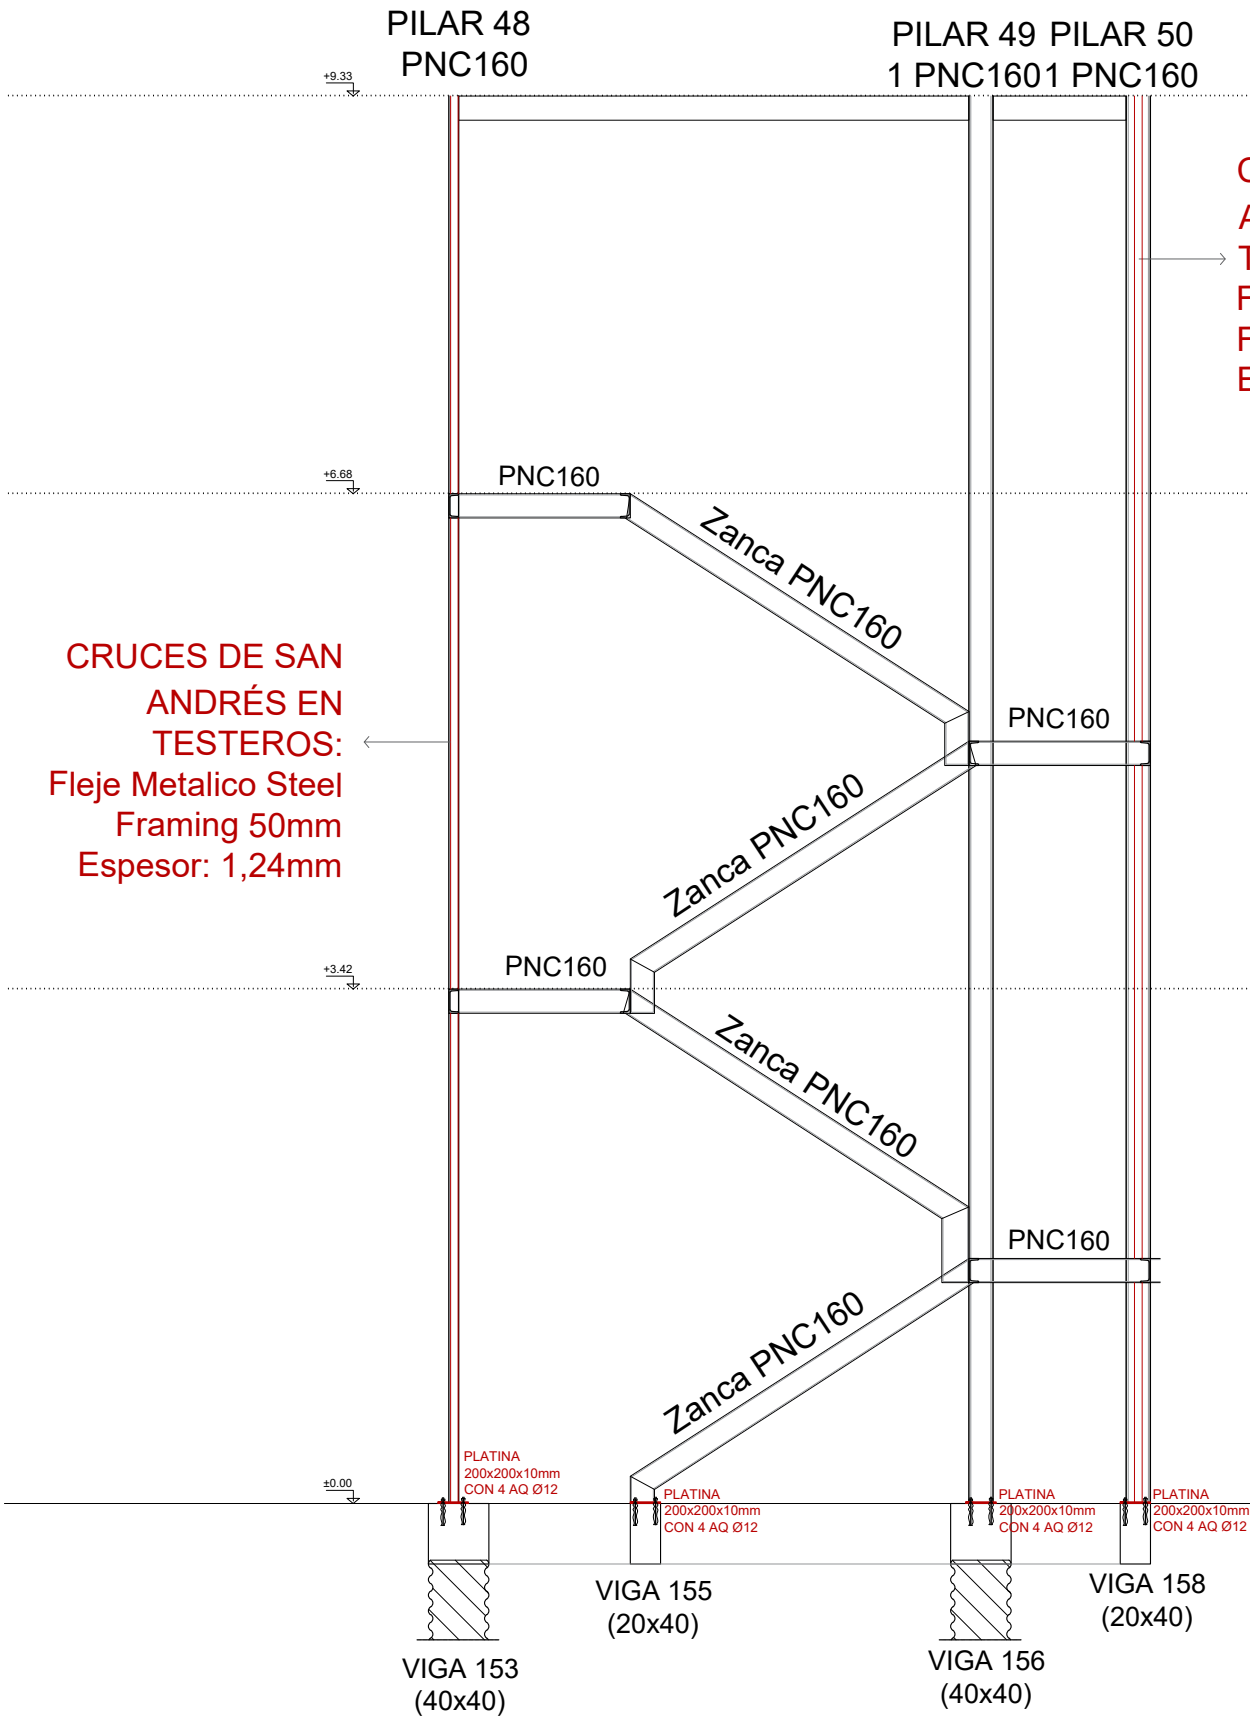 PILAR 48
PNC160
PILAR 49
1 PNC160
PILAR 50
1 PNC160
+9.33
+6.68
PNC160
Zanca PNC160
CRUCES DE SAN
ANDRÉS EN
TESTEROS:
Fleje Metalico Steel
Framing 50mm
Espesor: 1,24mm
PNC160
Zanca PNC160
+3.42
PNC160
Zanca PNC160
PNC160
Zanca PNC160
±0.00
PLATINA
200x200x10mm
CON 4 AQ Ø12
PLATINA
200x200x10mm
CON 4 AQ Ø12
PLATINA
200x200x10mm
CON 4 AQ Ø12
PLATINA
200x200x10mm
CON 4 AQ Ø12
VIGA 153
(40x40)
VIGA 155
(20x40)
VIGA 156
(40x40)
VIGA 158
(20x40)